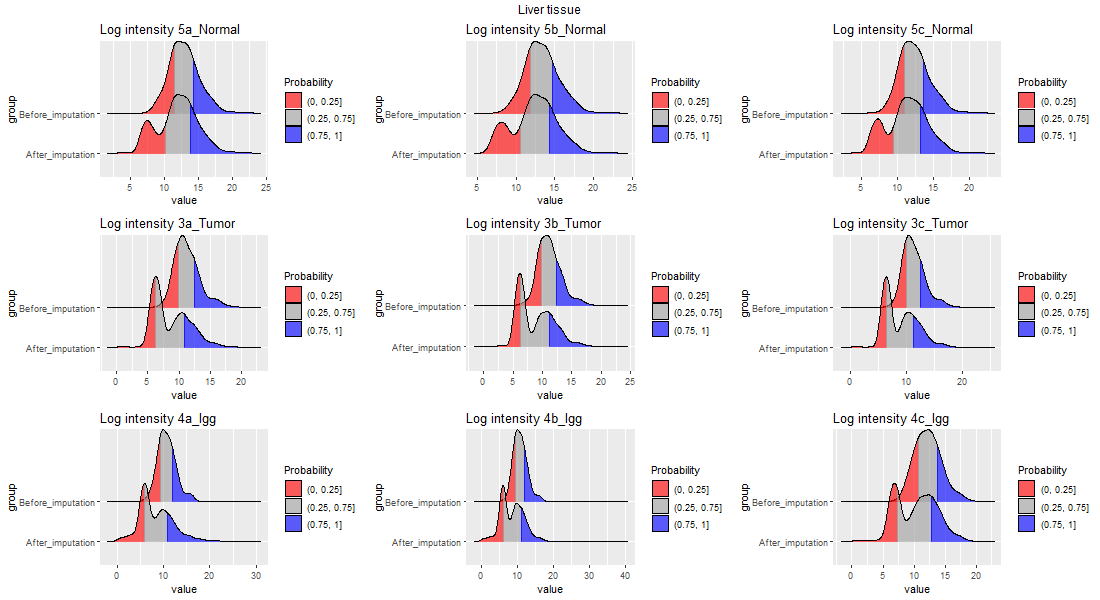 Liver tissue
Log intensity 5a_Normal
group
Before_imputation
After_imputation
5 10 15 20 25
value
Probability
(0, 0.25]
(0.25, 0.75]
(0.75, 1]
Log intensity 5b_Normal
group
Before_imputation
After_imputation
5 10 15 20 25
value
Probability
(0, 0.25]
(0.25, 0.75]
(0.75, 1]
Log intensity 5c_Normal
group
Before_imputation
After_imputation
5 10 15 20
value
Probability
(0, 0.25]
(0.25, 0.75]
(0.75, 1]
Log intensity 3a_Tumor
group
Before_imputation
After_imputation
0 5 10 15 20
value
Probability
(0, 0.25]
(0.25, 0.75]
(0.75, 1]
Log intensity 3b_Tumor
group
Before_imputation
After_imputation
0 5 10 15 20 25
value
Probability
(0, 0.25]
(0.25, 0.75]
(0.75, 1]
Log intensity 3c_Tumor
group
Before_imputation
After_imputation
0 10 20
value
Probability
(0, 0.25]
(0.25, 0.75]
(0.75, 1]
Log intensity 4a_Igg
group
Before_imputation
After_imputation
0 10 20 30
value
Probability
(0, 0.25]
(0.25, 0.75]
(0.75, 1]
Log intensity 4b_Igg
group
Before_imputation
After_imputation
0 10 20 30 40
value
Probability
(0, 0.25]
(0.25, 0.75]
(0.75, 1]
Log intensity 4c_Igg
group
Before_imputation
After_imputation
0 5 10 15 20
value
Probability
(0, 0.25]
(0.25, 0.75]
(0.75, 1]